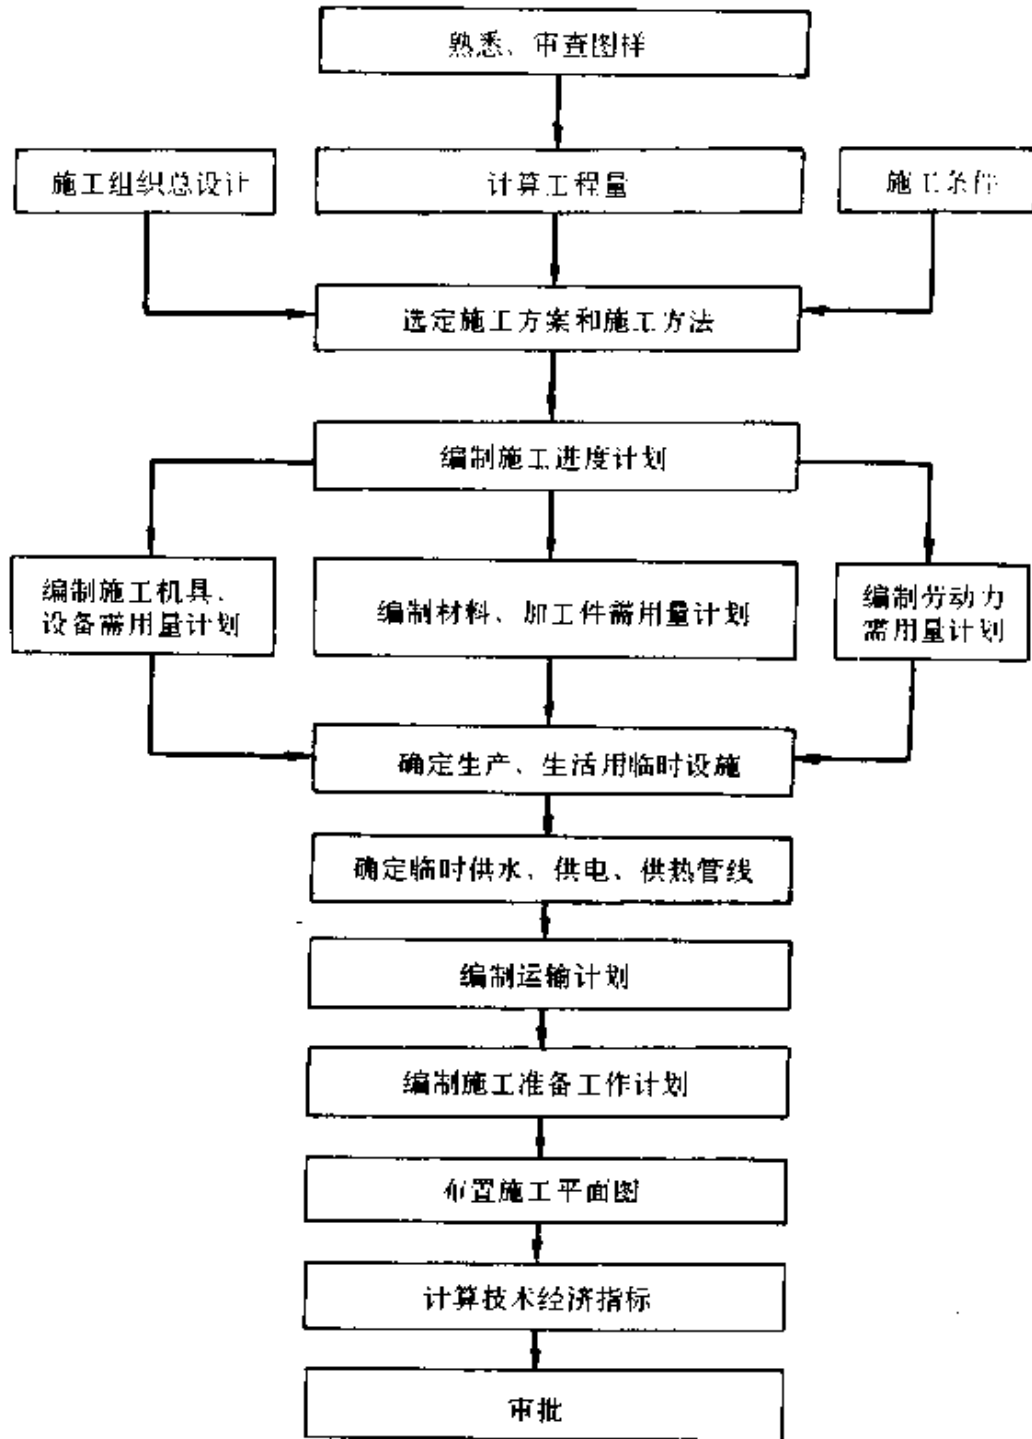 熟悉、审查图样
施工组织总设计
计算工程量
施工条件
选定施工方案和施工方法
编制施工进度计划
编制施工机具、
设备需用量计划
编制材料、加工件需用量计划
编制劳动力
需用量计划
确定生产、生活用临时设施
确定临时供水、供电、供热管线
编制运输计划
编制施工准备工作计划
布置施工平面图
计算技术经济指标
审批